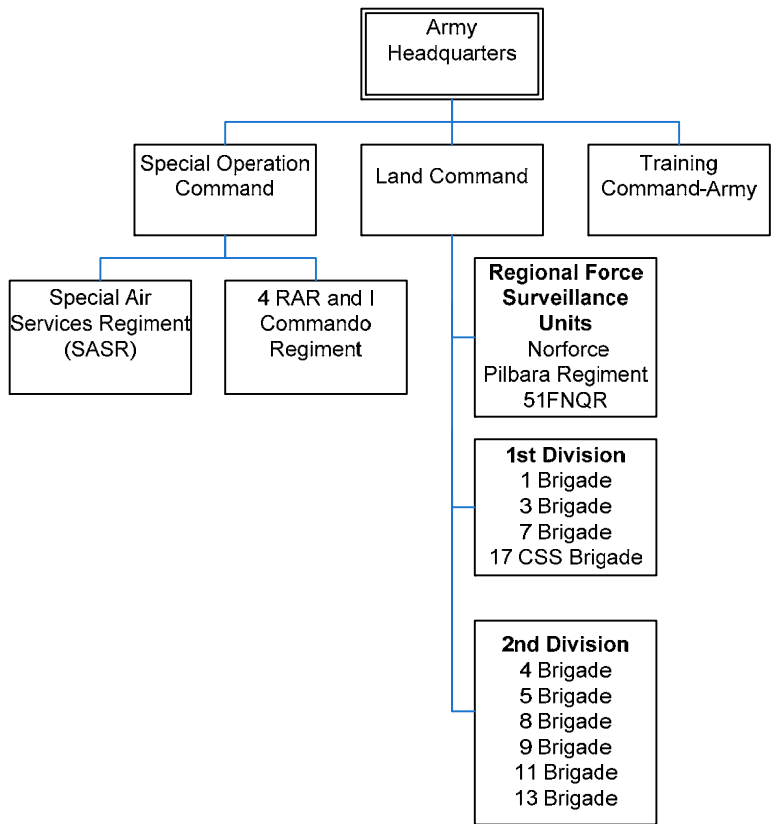 Army
Headquarters
Special Operation
Command
Land Command
Training
Command-Army
Special Air
Services Regiment
(SASR)
4 RAR and I
Commando
Regiment
Regional Force
Surveillance
Units
Norforce
Pilbara Regiment
51FNQR
1st Division
1 Brigade
3 Brigade
7 Brigade
17 CSS Brigade
2nd Division
4 Brigade
5 Brigade
8 Brigade
9 Brigade
11 Brigade
13 Brigade